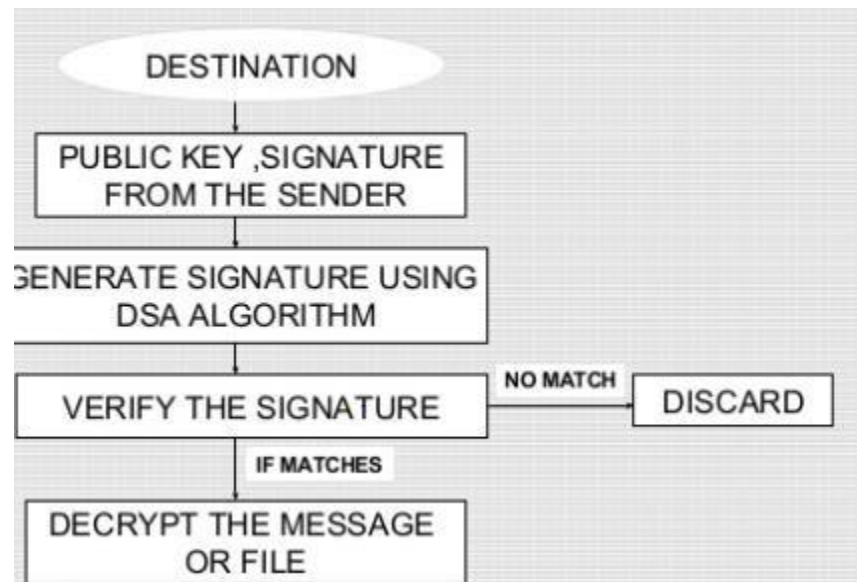 DESTINATION
PUBLIC KEY ,SIGNATURE
FROM THE SENDER
GENERATE SIGNATURE USING
DSA ALGORITHM
VERIFY THE SIGNATURE
NO MATCH
DISCARD
IF MATCHES
DECRYPT THE MESSAGE
OR FILE